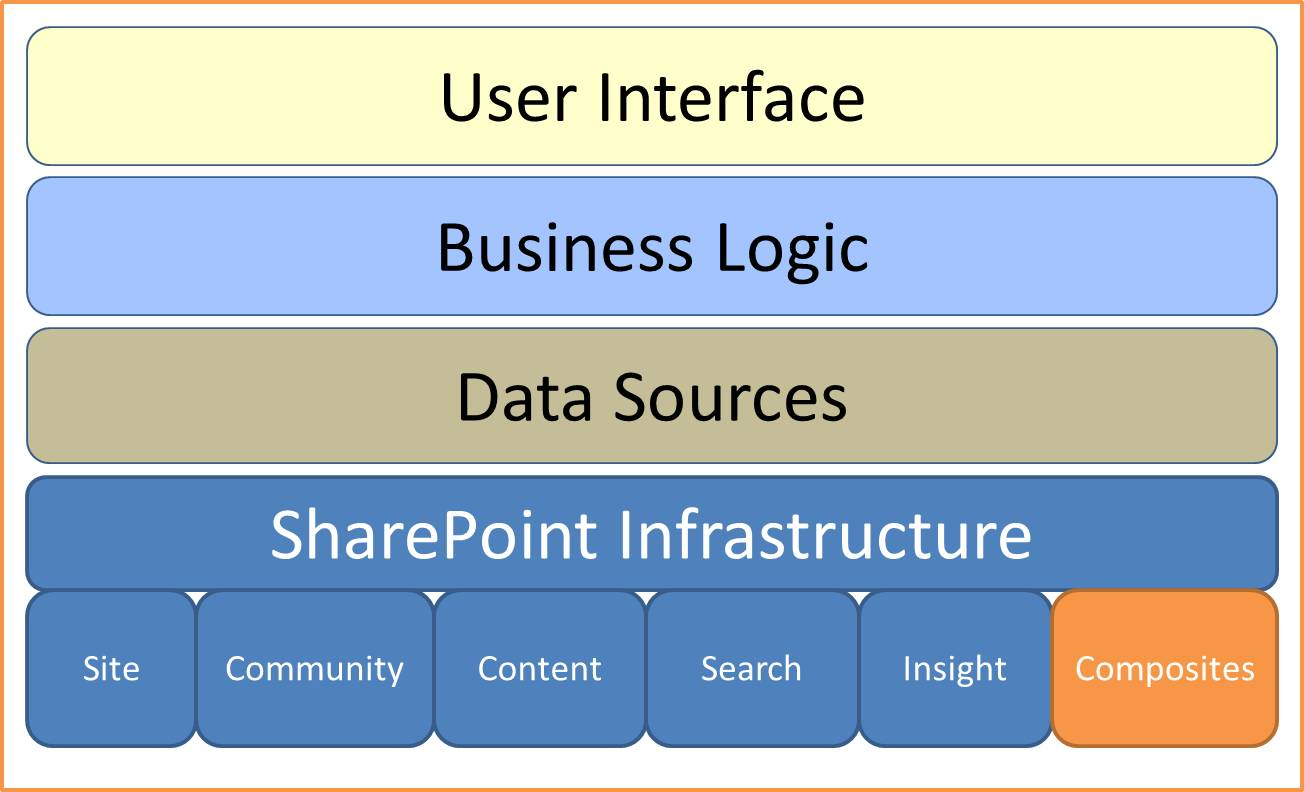 User Interface
Business Logic
Data Sources
SharePoint Infrastructure
Site
Community
Content
Search
Insight
Composites